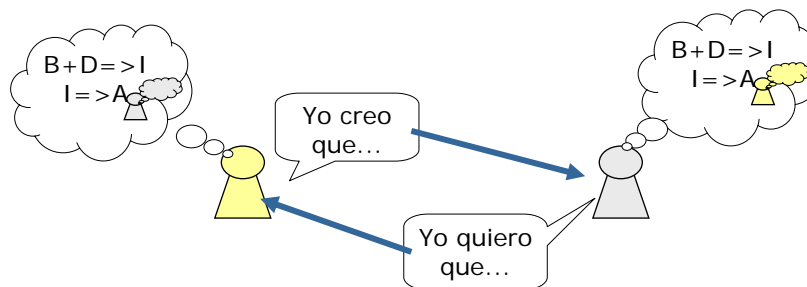 B+D=>I
I=>A
B+D=>I
I=>A
Yo creo
que...
Yo quiero
que...